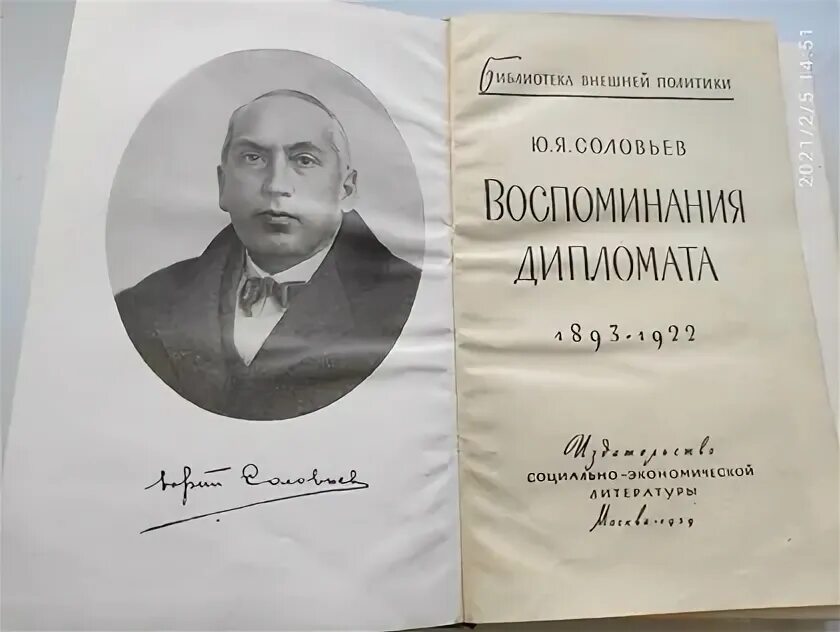 Юрий Соловьев
БИБЛИОТЕКА ВНЕШНЕЙ ПОЛИТИКИ
Ю.Я.СОЛОВЬЕВ
ВОСПОМИНАНИЯ
ДИПЛОМАТА
1893-1922
Издательство
СОЦИАЛЬНО-ЭКОНОМИЧЕСКОЙ
ЛИТЕРАТУРЫ
Москва·1959
2021/2/5 14:51